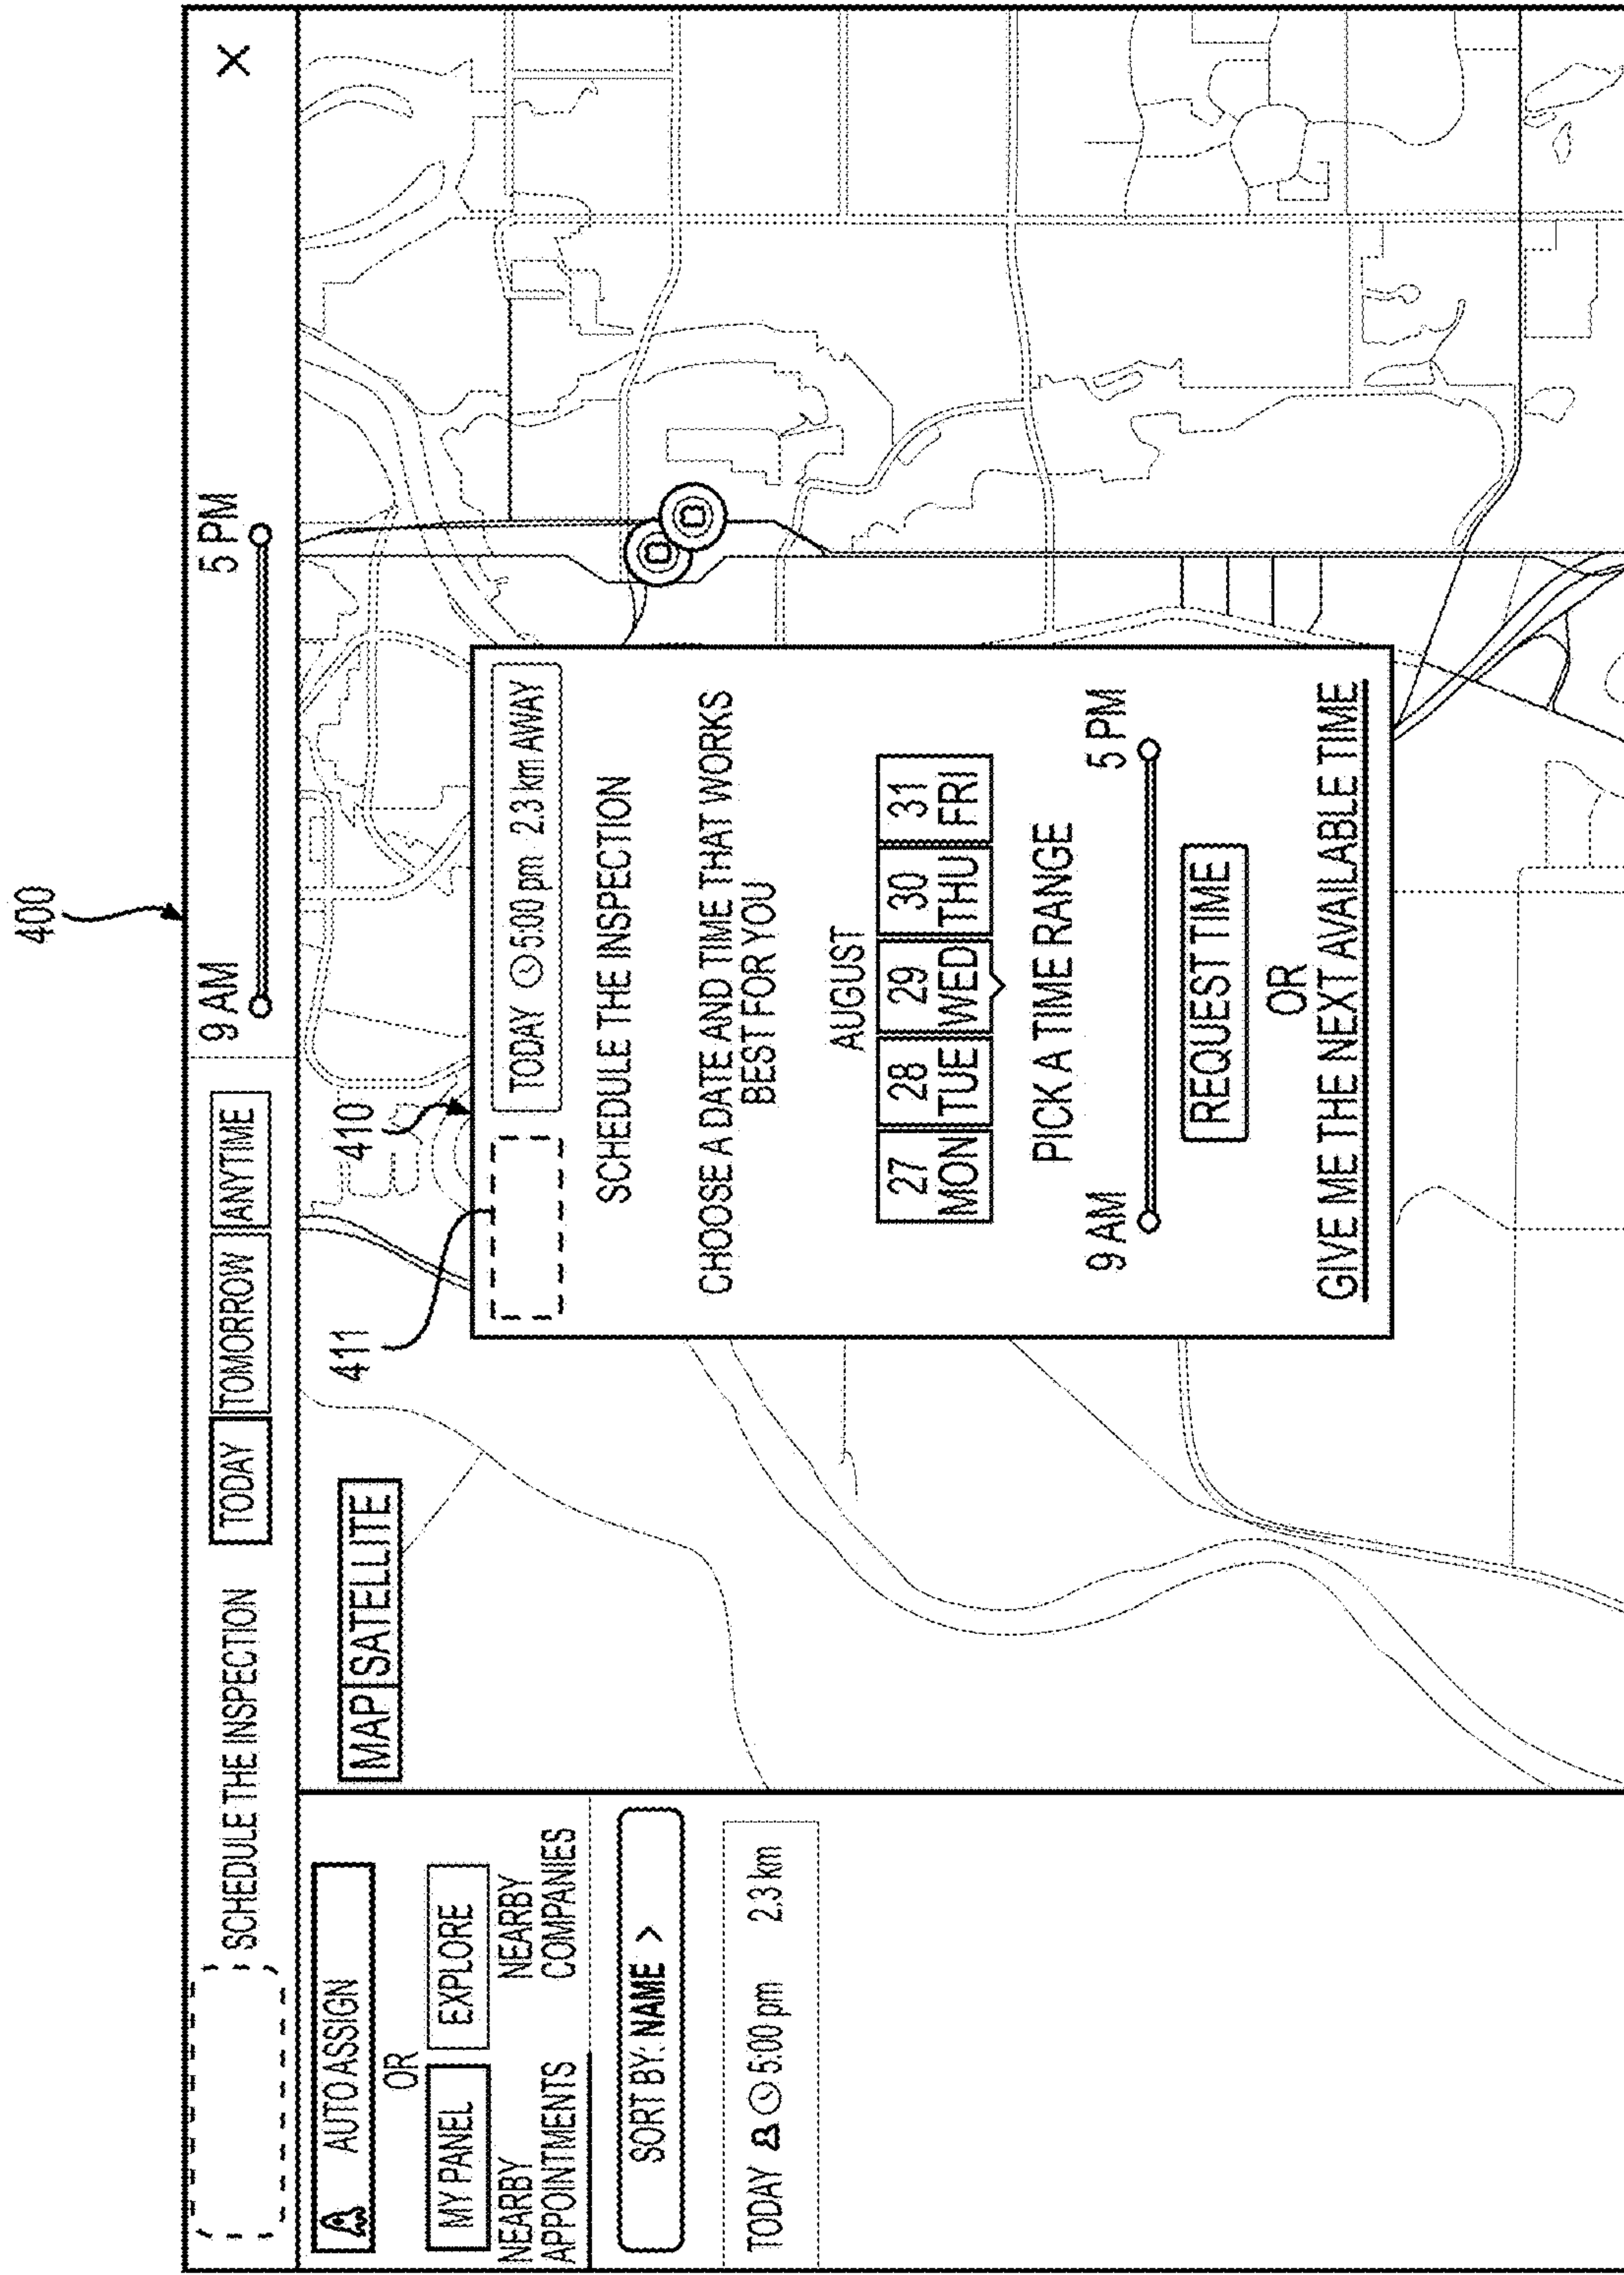 400
SCHEDULE THE INSPECTION TODAY TOMORROW ANYTIME 9 AM 5 PM X
AUTO ASSIGN
OR
MY PANEL EXPLORE
NEARBY APPOINTMENTS
NEARBY COMPANIES
SORT BY: NAME >
TODAY 5:00 pm 2.3 km
MAP SATELLITE
411
410
TODAY 5:00 pm 2.3 km AWAY
SCHEDULE THE INSPECTION
CHOOSE A DATE AND TIME THAT WORKS
BEST FOR YOU
AUGUST
27 28 29 30 31
MON TUE WED THU FRI
PICK A TIME RANGE
9 AM 5 PM
REQUEST TIME
OR
GIVE ME THE NEXT AVAILABLE TIME